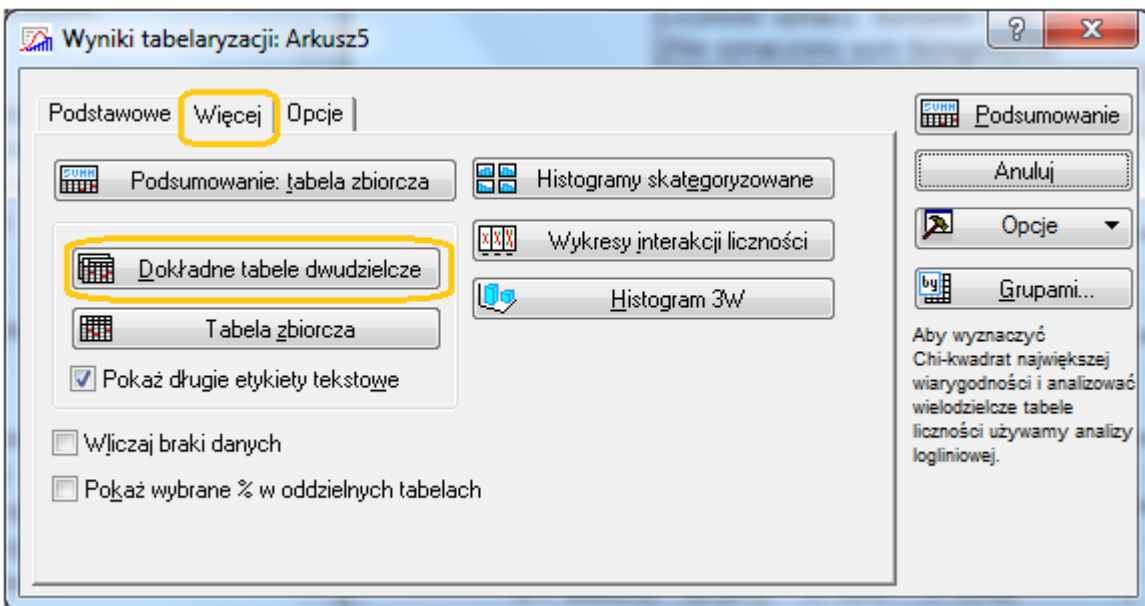 Wyniki tabelaryzacji: Arkusz5
Podstawowe Więcej Opcje
Podsumowanie: tabela zbiorcza
Dokładne tabele dwudzielcze
Tabela zbiorcza
Pokaż długie etykiety tekstowe
Wliczaj braki danych
Pokaż wybrane % w oddzielnych tabelach
Histogramy skategoryzowane
Wykresy interakcji liczności
Histogram 3W
SUMM Podsumowanie
Anuluj
Opcje
by Grupami...
Aby wyznaczyć
Chi-kwadrat największej
wiarygodności i analizować
wielodzielcze tabele
liczności używamy analizy
logliniowej.